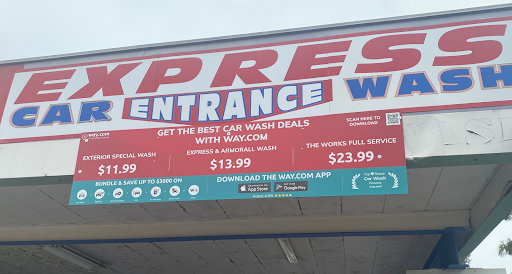 EXPRESS
CAR ENTRANCE WASH
way.com
GET THE BEST CAR WASH DEALS
WITH WAY.COM
SCAN HERE TO
DOWNLOAD
EXTERIOR SPECIAL WASH
$11.99
EXPRESS & ARMORALL WASH
$13.99
THE WORKS FULL SERVICE
$23.99
BUNDLE & SAVE UP TO $3000 ON
DOWNLOAD THE WAY.COM APP
App Store
Google Play
Car Wash